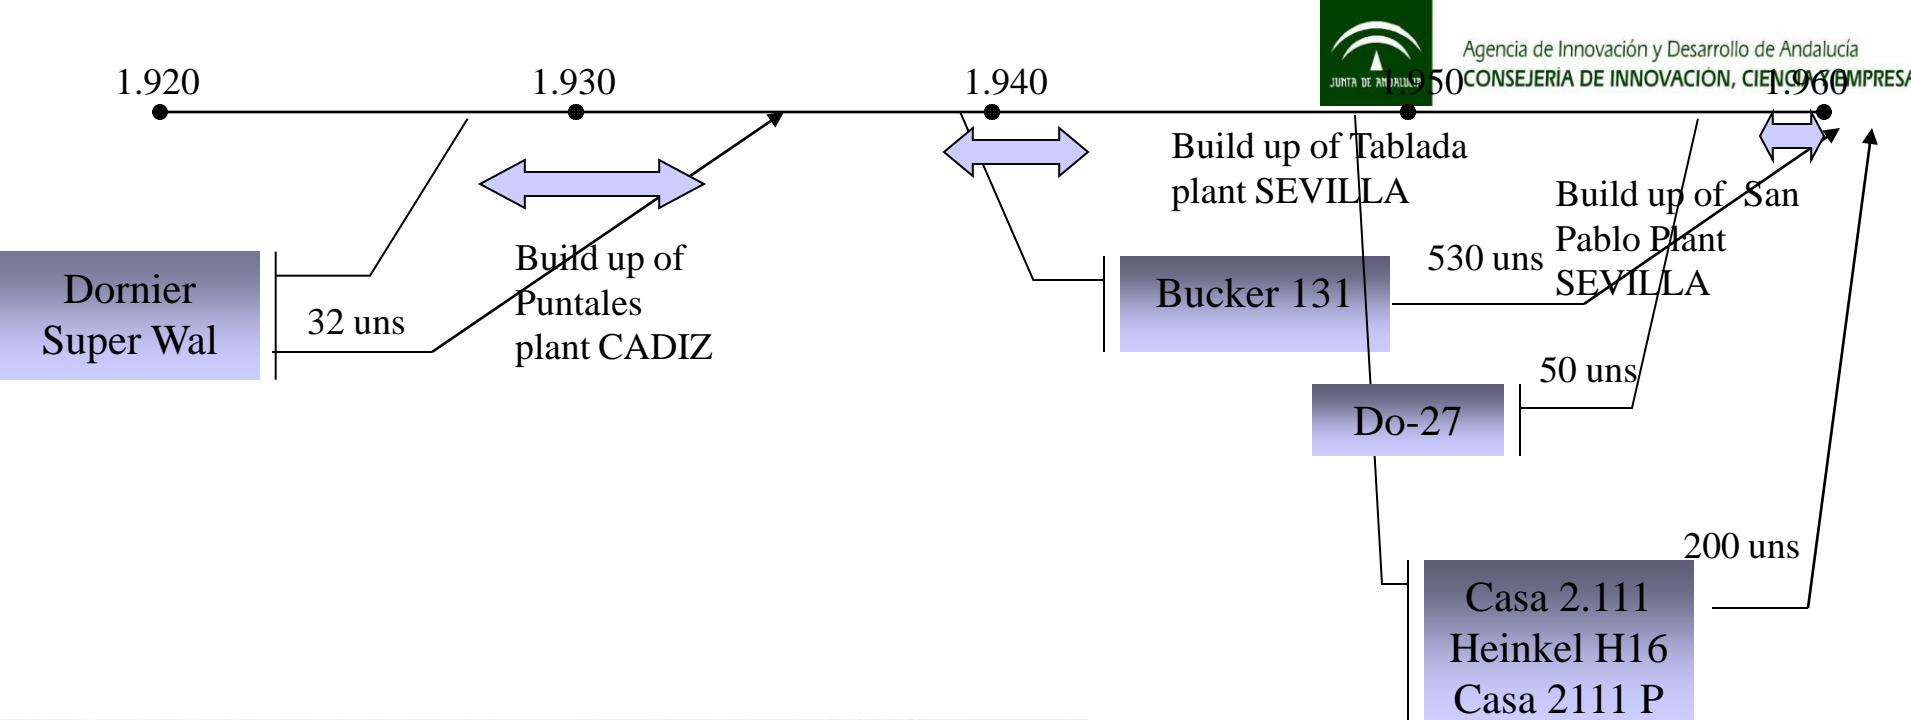 Agencia de Innovación y Desarrollo de Andalucía
CONSEJERÍA DE INNOVACIÓN, CIENCIA Y EMPRESA
JUNTA DE ANDALUCIA
1.920
1.930
1.940
1.950
1.960
Build up of Tablada
plant SEVILLA
Build up of San
Pablo Plant
SEVILLA
Build up of
Puntales
plant CADIZ
Dornier
Super Wal
32 uns
Bucker 131
530 uns
50 uns
Do-27
200 uns
Casa 2.111
Heinkel H16
Casa 2111 P